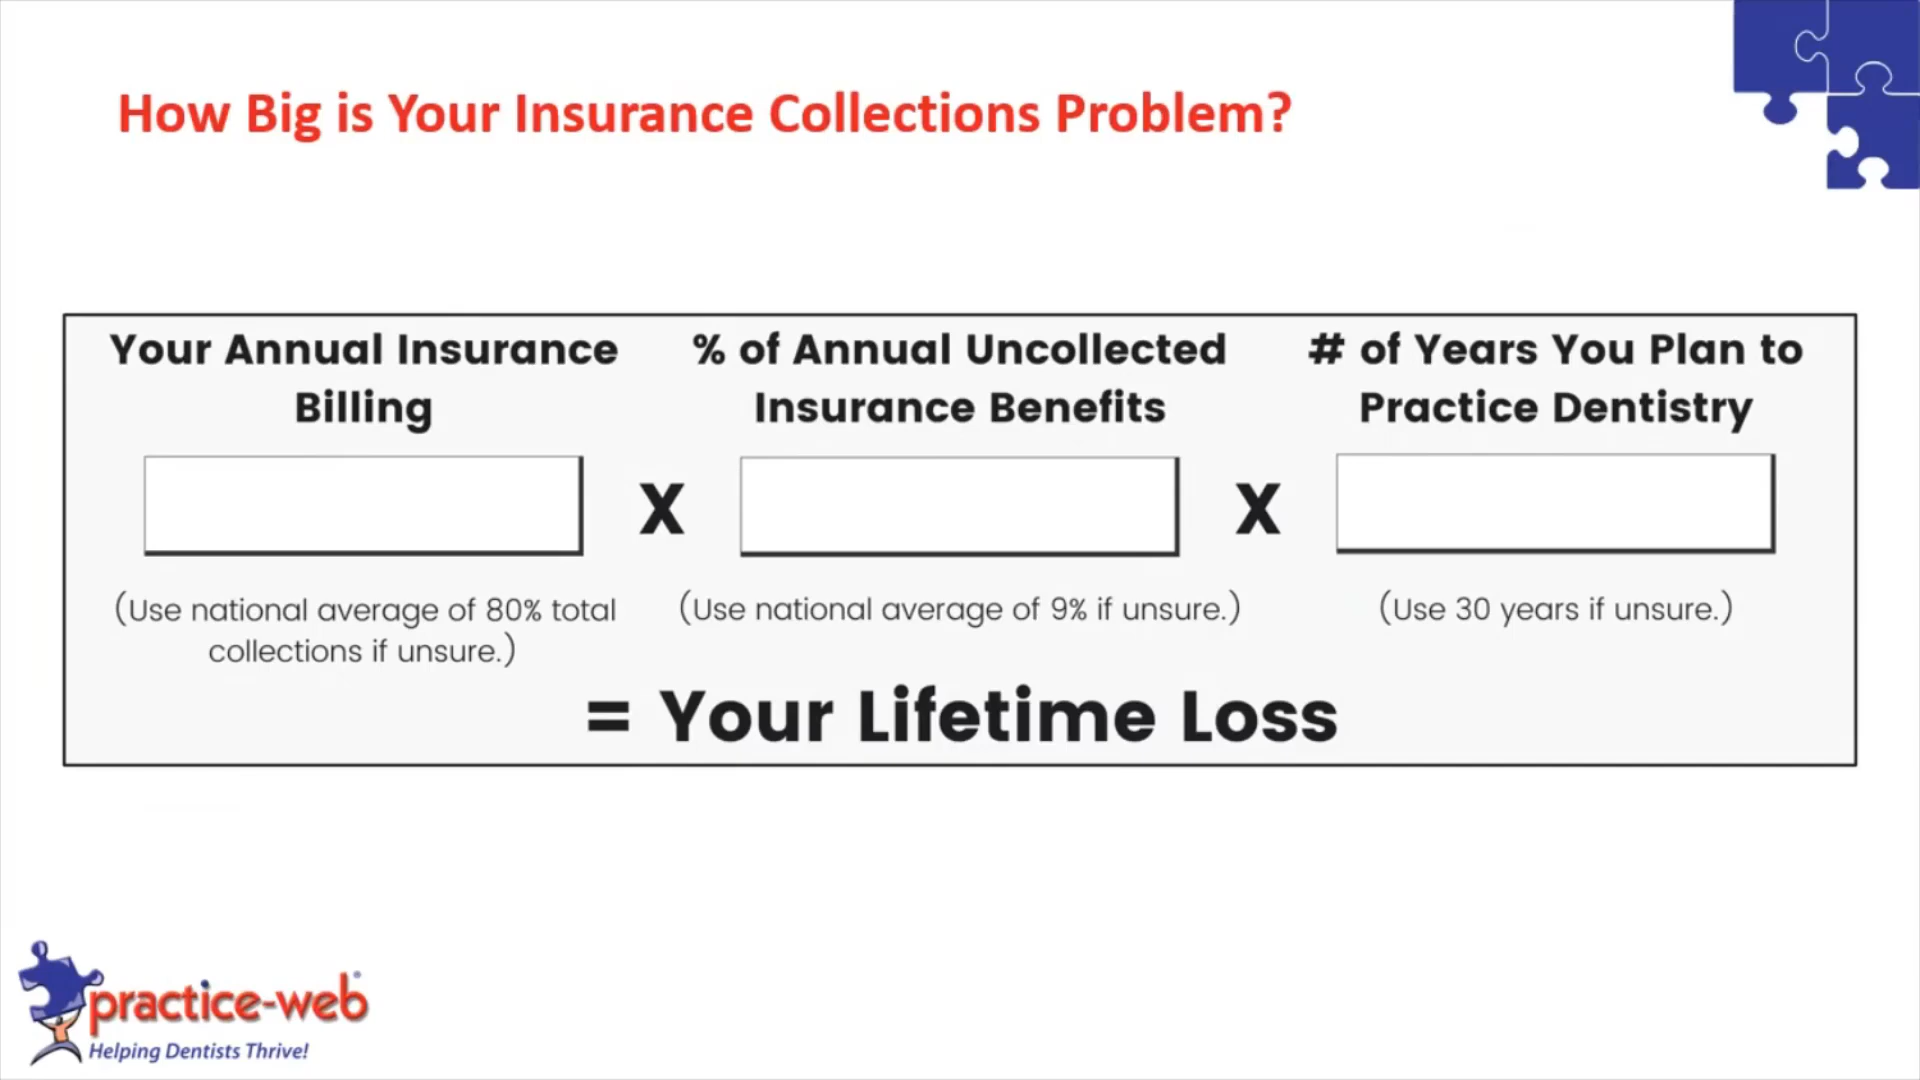 How Big is Your Insurance Collections Problem?
Your Annual Insurance
Billing
% of Annual Uncollected
Insurance Benefits
# of Years You Plan to
Practice Dentistry
X
X
(Use national average of 80% total
collections if unsure.)
(Use national average of 9% if unsure.)
(Use 30 years if unsure.)
= Your Lifetime Loss
practice-web®
Helping Dentists Thrive!